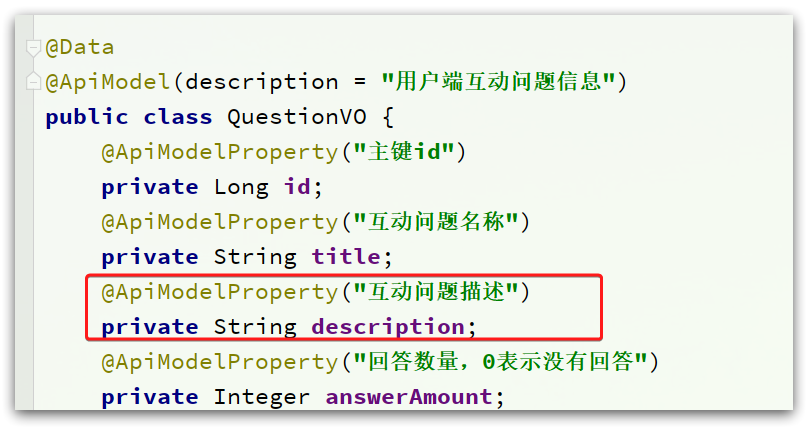 @Data
@ApiModel(description = "用户端互动问题信息")
public class QuestionVO {
@ApiModelProperty("主键id")
private Long id;
@ApiModelProperty("互动问题名称")
private String title;
@ApiModelProperty("互动问题描述")
private String description;
@ApiModelProperty("回答数量，0表示没有回答")
private Integer answerAmount;